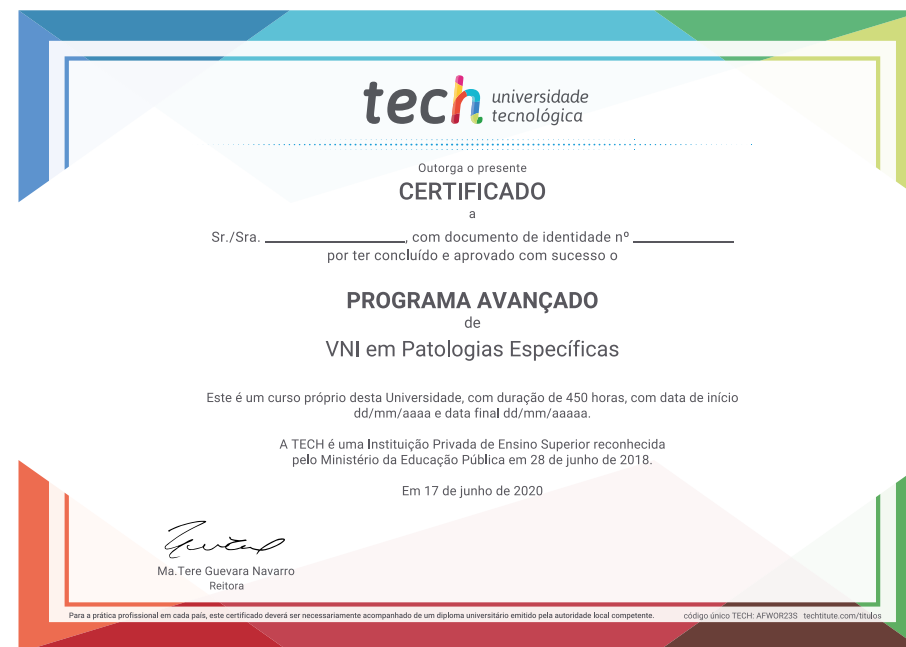 tech universidade
tecnológica
Outorga o presente
CERTIFICADO
a
Sr./Sra. ____________________, com documento de identidade nº ______________
por ter concluído e aprovado com sucesso o
PROGRAMA AVANÇADO
de
VNI em Patologias Específicas
Este é um curso próprio desta Universidade, com duração de 450 horas, com data de início
dd/mm/aaaa e data final dd/mm/aaaaa.
A TECH é uma Instituição Privada de Ensino Superior reconhecida
pelo Ministério da Educação Pública em 28 de junho de 2018.
Em 17 de junho de 2020
Ma.Tere Guevara Navarro
Reitora
Para a prática profissional em cada país, este certificado deverá ser necessariamente acompanhado de um diploma universitário emitido pela autoridade local competente. código único TECH: AFWOR23S techtitute.com/titulos